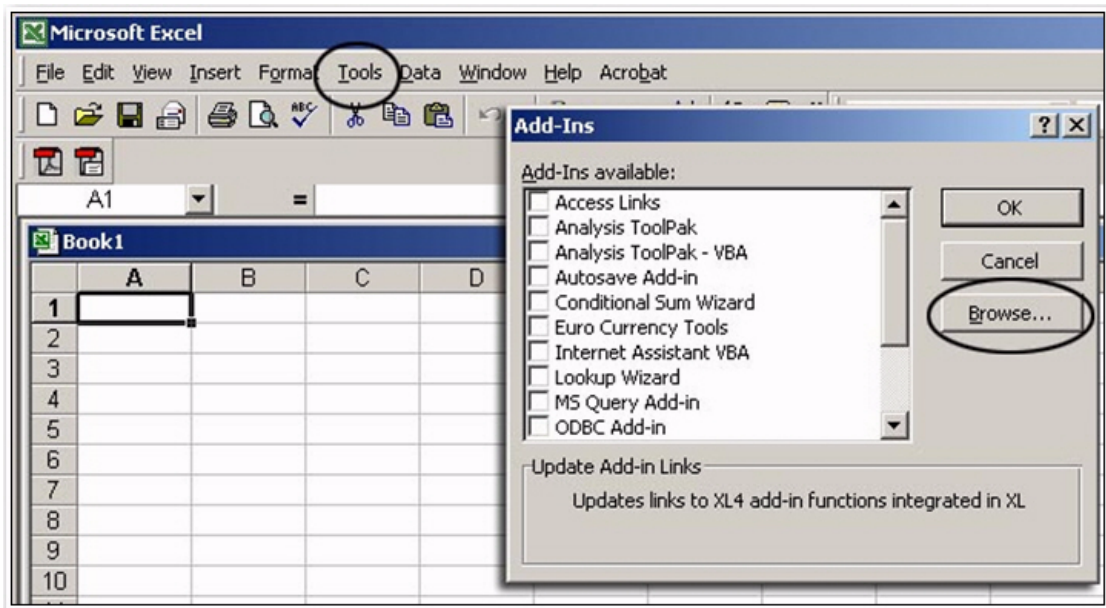 Microsoft Excel
File Edit View Insert Format Tools Data Window Help Acrobat
ABC
A1 =
Book1
A B C D
1
2
3
4
5
6
7
8
9
10
Add-Ins
Add-Ins available:
Access Links
Analysis ToolPak
Analysis ToolPak - VBA
Autosave Add-in
Conditional Sum Wizard
Euro Currency Tools
Internet Assistant VBA
Lookup Wizard
MS Query Add-in
ODBC Add-in
OK
Cancel
Browse...
Update Add-in Links
Updates links to XL4 add-in functions integrated in XL